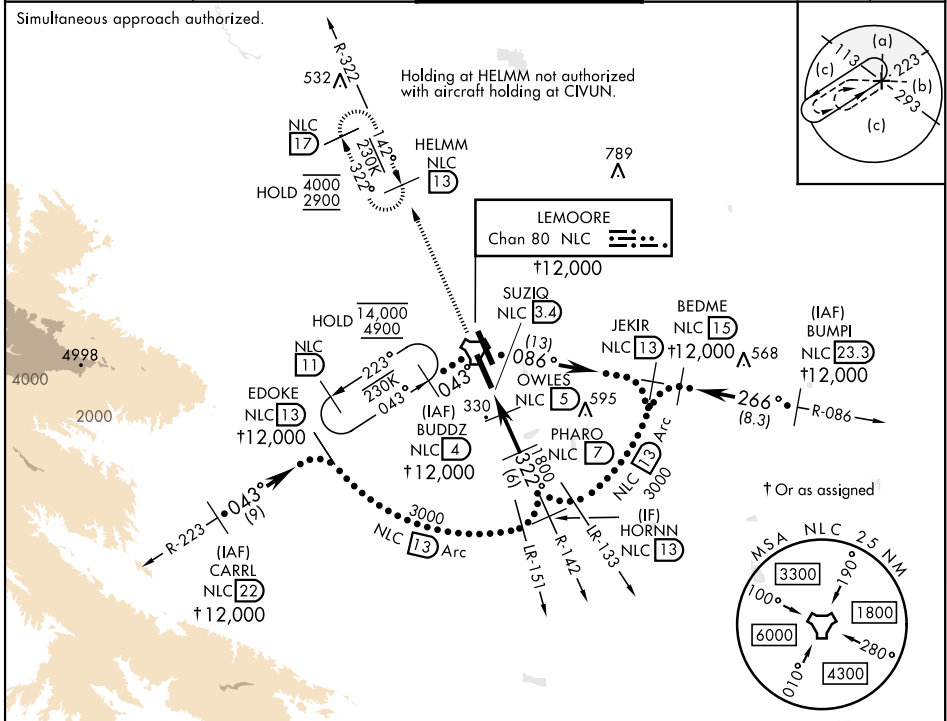 Simultaneous approach authorized.
R-322
532
Holding at HELMM not authorized
with aircraft holding at CIVUN.
(a)
113
223
(c)
(b)
293
(c)
NLC
17
142°
230K
322°
HELMM
NLC
13
789
HOLD 4000
2900
LEMOORE
Chan 80 NLC
†12,000
SUZIQ
NLC 3.4
HOLD 14,000
4900
NLC
11
223°
230K
043°
043°
(13)
086°
JEKIR
NLC 13
BEDME
NLC 15
†12,000
568
(IAF)
BUMPI
NLC 23.3
†12,000
4998
4000
2000
EDOKE
NLC 13
†12,000
(IAF)
BUDDZ
NLC 4
†12,000
330
OWLES
NLC 5
595
266°
(8.3)
R-086
PHARO
NLC 7
1800
322°
(6)
NLC 13 Arc
3000
043°
(9)
R-223
(IAF)
CARRL
NLC 22
†12,000
3000
NLC 13 Arc
LR-151
R-142
LR-133
(IF)
HORNN
NLC 13
† Or as assigned
MSA NLC 25 NM
3300
190°
100°
1800
6000
280°
010°
4300